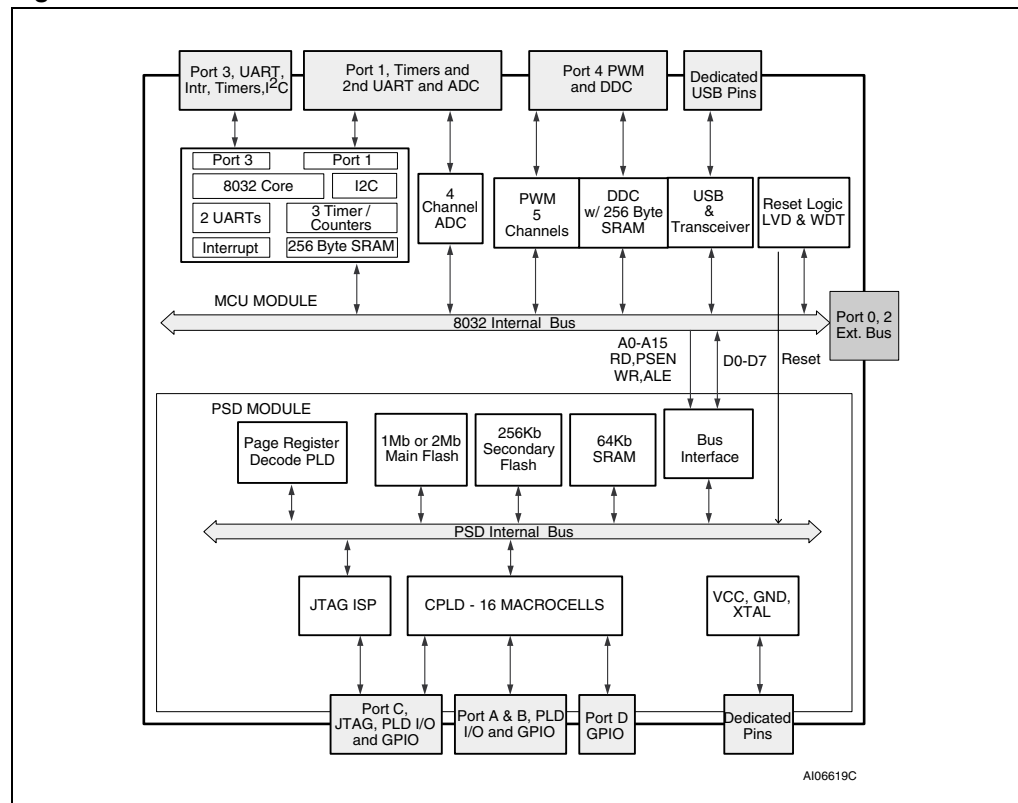 Port 3, UART,
Intr, Timers,I2C
Port 1, Timers and
2nd UART and ADC
Port 4 PWM
and DDC
Dedicated
USB Pins
Port 3
Port 1
8032 Core
I2C
2 UARTs
3 Timer /
Counters
Interrupt
256 Byte SRAM
4
Channel
ADC
PWM
5
Channels
DDC
w/ 256 Byte
SRAM
USB
&
Transceiver
Reset Logic
LVD & WDT
MCU MODULE
8032 Internal Bus
Port 0, 2
Ext. Bus
A0-A15
RD,PSEN
WR,ALE
D0-D7
Reset
PSD MODULE
Page Register
Decode PLD
1Mb or 2Mb
Main Flash
256Kb
Secondary
Flash
64Kb
SRAM
Bus
Interface
PSD Internal Bus
JTAG ISP
CPLD - 16 MACROCELLS
VCC, GND,
XTAL
Port C,
JTAG, PLD I/O
and GPIO
Port A & B, PLD
I/O and GPIO
Port D
GPIO
Dedicated
Pins
AI06619C